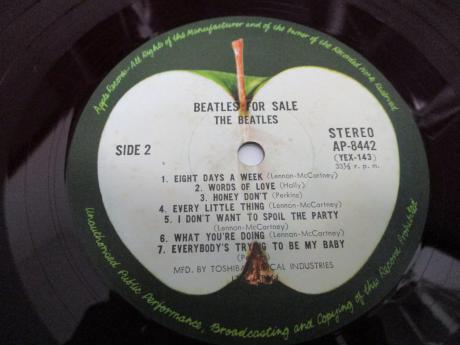 Apple Records-All Rights of the Manufacturer and of the Owner of the Recorded Work Reserved
BEATLES FOR SALE
THE BEATLES
SIDE 2
STEREO
AP-8442
(YEX-143)
33⅓ r. p. m.
1. EIGHT DAYS A WEEK (Lennon-McCartney)
2. WORDS OF LOVE (Holly)
3. HONEY DON'T (Perkins)
4. EVERY LITTLE THING (Lennon-McCartney)
5. I DON'T WANT TO SPOIL THE PARTY
(Lennon-McCartney)
6. WHAT YOU'RE DOING (Lennon-McCartney)
7. EVERYBODY'S TRYING TO BE MY BABY
MFD. BY TOSHIBA INDUSTRIES
Unauthorized Public Performance, Broadcasting and Copying of this Record Prohibited